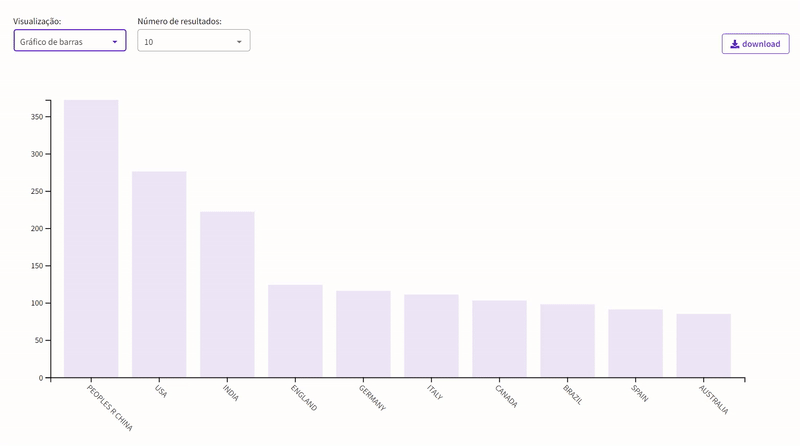 Visualização:
Número de resultados:
Gráfico de barras
10
download
350
300
250
200
150
100
50
0
PEOPLES R CHINA
USA
INDIA
ENGLAND
GERMANY
ITALY
CANADA
BRAZIL
SPAIN
AUSTRALIA